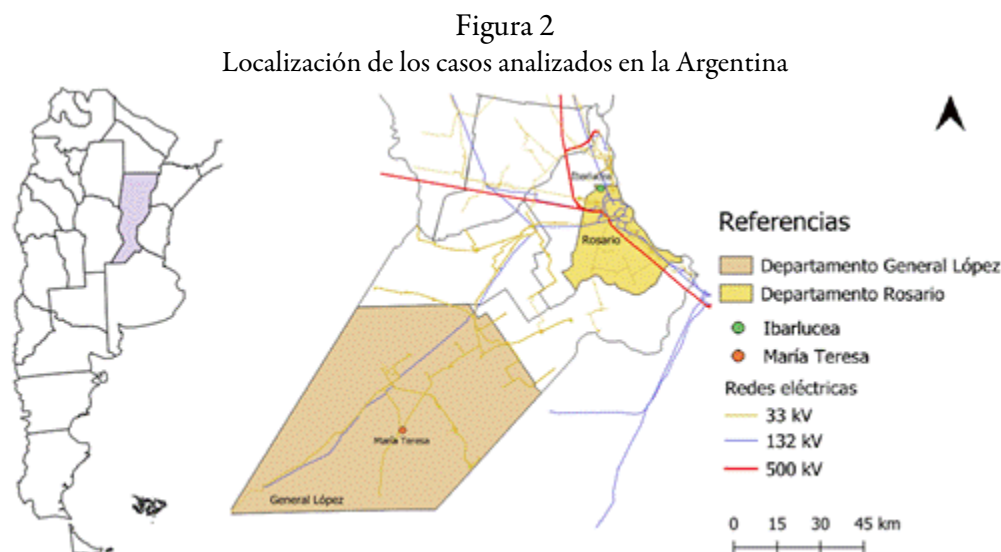 Figura 2
Localización de los casos analizados en la Argentina
Ibarlucea
Rosario
María Teresa
General López
Referencias
Departamento General López
Departamento Rosario
Ibarlucea
María Teresa
Redes eléctricas
33 kV
132 kV
500 kV
0 15 30 45 km